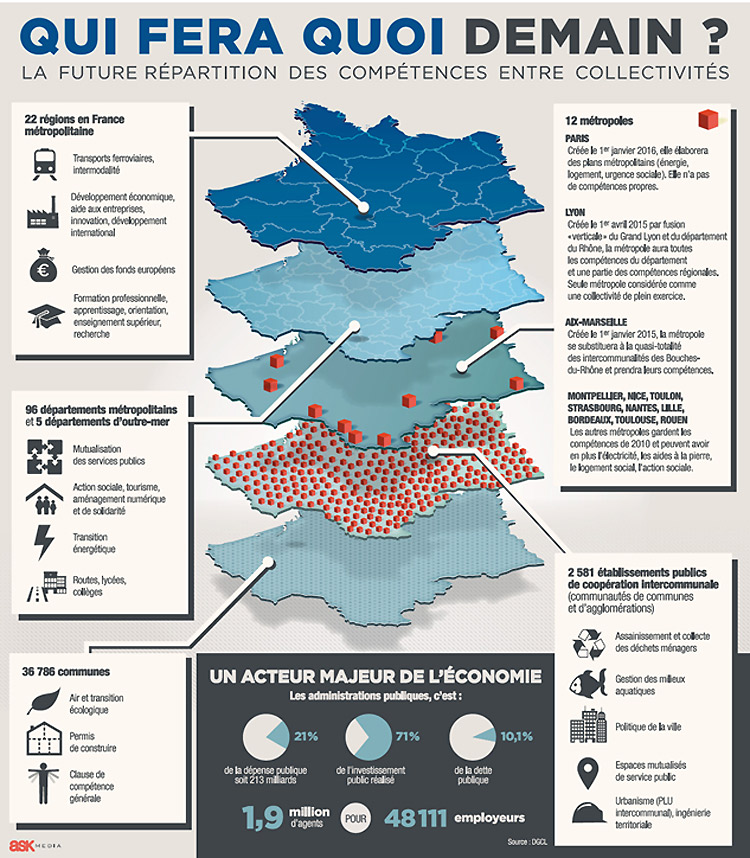 QUI FERA QUOI DEMAIN ?
LA FUTURE RÉPARTITION DES COMPÉTENCES ENTRE COLLECTIVITÉS
22 régions en France
métropolitaine
Transports ferroviaires,
intermodalité
Développement économique,
aide aux entreprises,
innovation, développement
international
Gestion des fonds européens
Formation professionnelle,
apprentissage, orientation,
enseignement supérieur,
recherche
96 départements métropolitains
et 5 départements d'outre-mer
Mutualisation
des services publics
Action sociale, tourisme,
aménagement numérique
et de solidarité
Transition
énergétique
Routes, lycées,
collèges
36 786 communes
Air et transition
écologique
Permis
de construire
Clause de
compétence
générale
12 métropoles
PARIS
Créée le 1er janvier 2016, elle élaborera
des plans métropolitains (énergie,
logement, urgence sociale). Elle n'a pas
de compétences propres.
LYON
Créée le 1er avril 2015 par fusion
«verticale» du Grand Lyon et du département
du Rhône, la métropole aura toutes
les compétences du département
et une partie des compétences régionales.
Seule métropole considérée comme
une collectivité de plein exercice.
AIX-MARSEILLE
Créée le 1er janvier 2015, la métropole
se substituera à la quasi-totalité
des intercommunalités des Bouches-
du-Rhône et prendra leurs compétences.
MONTPELLIER, NICE, TOULON,
STRASBOURG, NANTES, LILLE,
BORDEAUX, TOULOUSE, ROUEN
Les autres métropoles gardent les
compétences de 2010 et peuvent avoir
en plus l'électricité, les aides à la pierre,
le logement social, l'action sociale.
2 581 établissements publics
de coopération intercommunale
(communautés de communes
et d'agglomérations)
Assainissement et collecte
des déchets ménagers
Gestion des milieux
aquatiques
Politique de la ville
Espaces mutualisés
de service public
Urbanisme (PLU
intercommunal), ingénierie
territoriale
UN ACTEUR MAJEUR DE L'ÉCONOMIE
Les administrations publiques, c'est :
21%
de la dépense publique
soit 213 milliards
71%
de l'investissement
public réalisé
10,1%
de la dette
publique
1,9 million d'agents POUR 48 111 employeurs
Source : DGCL
ask MEDIA